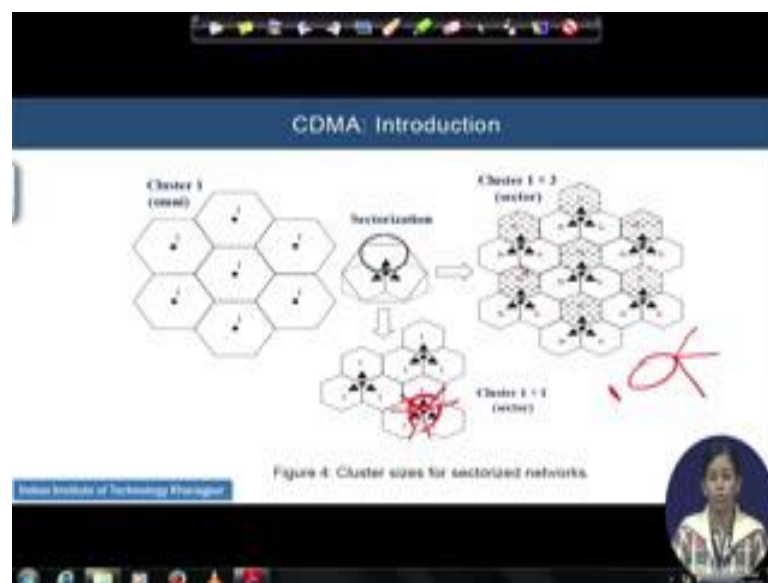 CDMA: Introduction
Cluster 1
(omni)
Sectorization
Cluster 1 × 3
(sector)
Cluster 1 × 1
(sector)
Figure 4: Cluster sizes for sectorized networks
Indian Institute of Technology Kharagpur